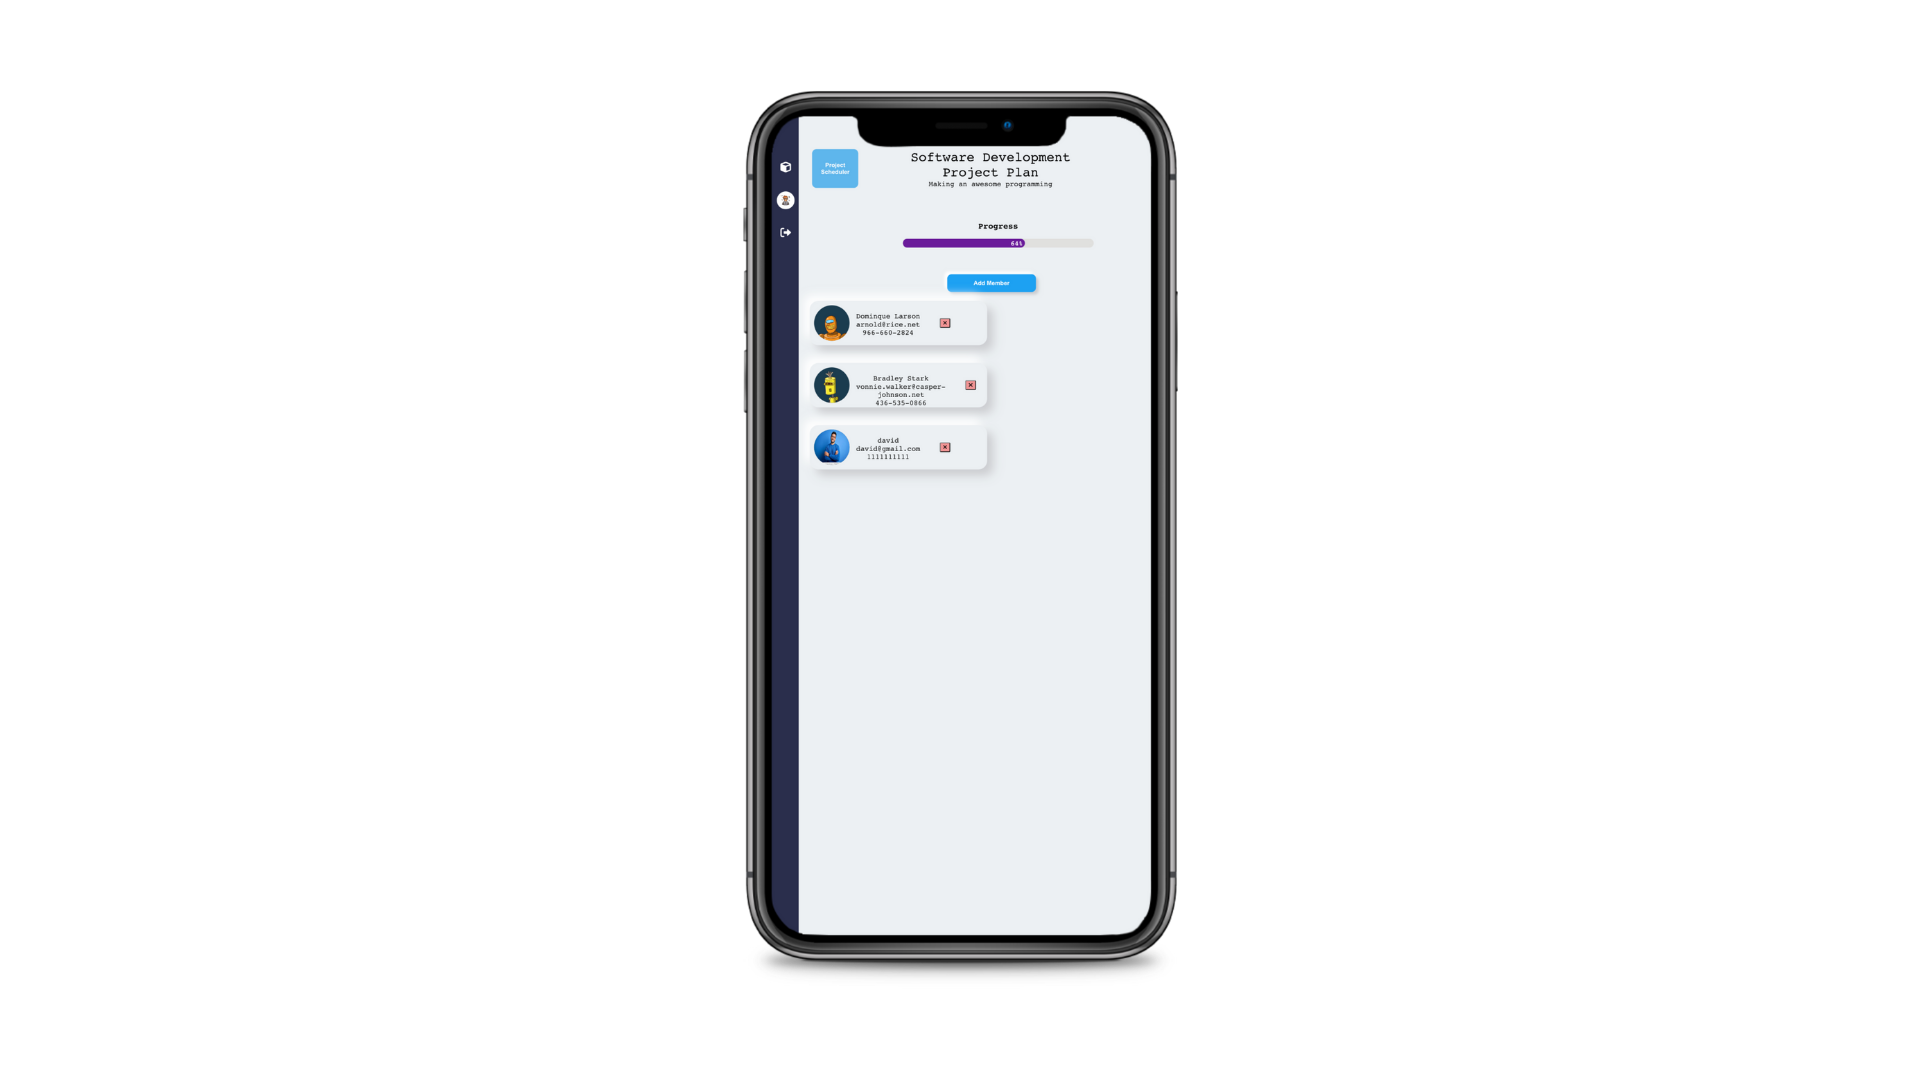 Project
Scheduler
Software Development
Project Plan
Making an awesome programming
Progress
64%
Add Member
Dominque Larson
arnold@rice.net
966-660-2824
Bradley Stark
vonnie.walker@casper-
johnson.net
436-535-0866
david
david@gmail.com
1111111111